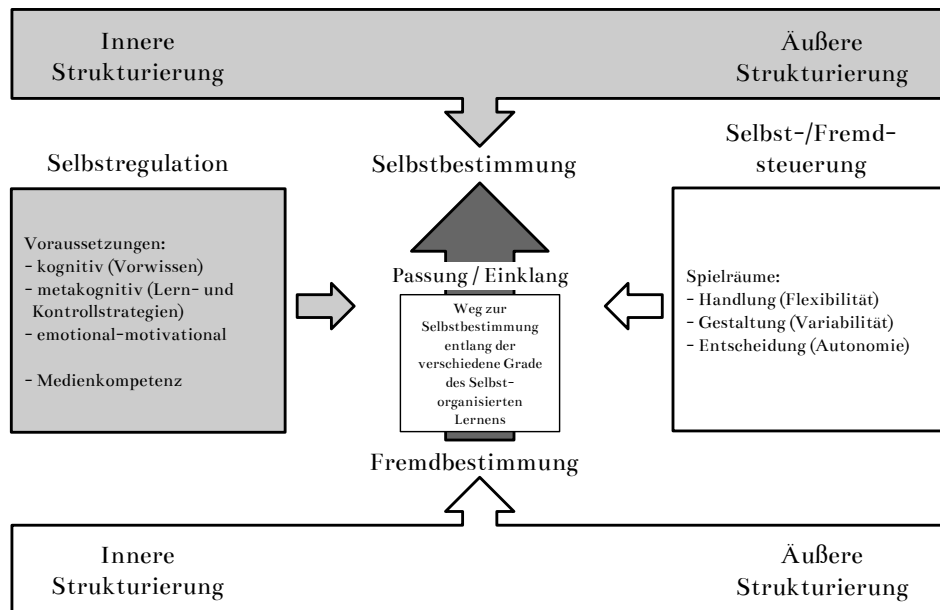 Innere
Strukturierung
Äußere
Strukturierung
Selbstregulation
Selbstbestimmung
Selbst-/Fremd-
steuerung
Voraussetzungen:
- kognitiv (Vorwissen)
- metakognitiv (Lern- und
Kontrollstrategien)
- emotional-motivational
- Medienkompetenz
Passung / Einklang
Weg zur
Selbstbestimmung
entlang der
verschiedene Grade
des Selbst-
organisierten
Lernens
Spielräume:
- Handlung (Flexibilität)
- Gestaltung (Variabilität)
- Entscheidung (Autonomie)
Fremdbestimmung
Innere
Strukturierung
Äußere
Strukturierung